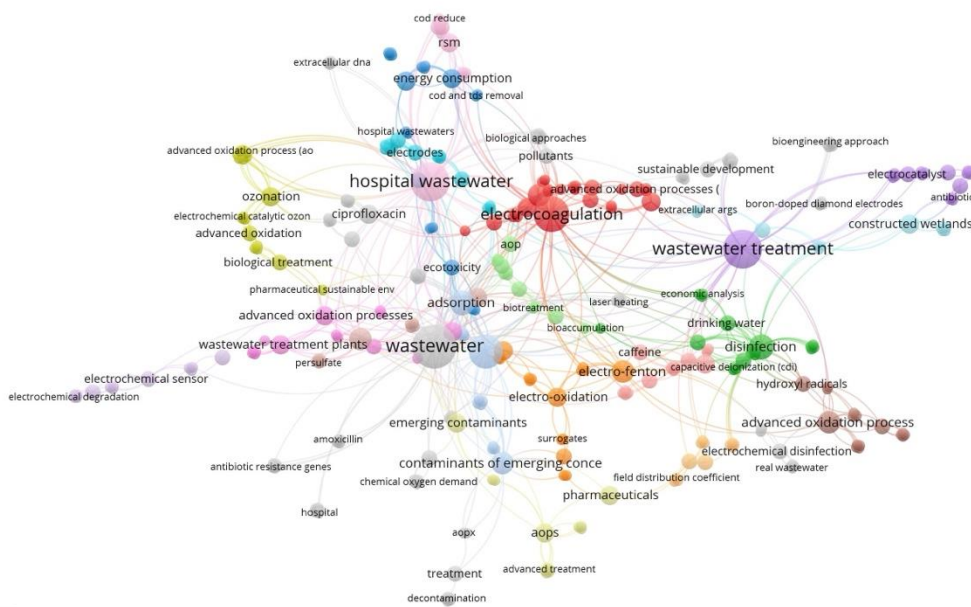 cod reduce
rsm
extracellular dna
energy consumption
cod and tds removal
hospital wastewaters
biological approaches
bioengineering approach
advanced oxidation process (ao
electrodes
pollutants
sustainable development
electrocatalyst
hospital wastewater
advanced oxidation processes (
ozonation
antibiotic
boron-doped diamond electrodes
electrochemical catalytic ozon
ciprofloxacin
electrocoagulation
extracellular args
constructed wetlands
advanced oxidation
aop
wastewater treatment
biological treatment
ecotoxicity
pharmaceutical sustainable env
adsorption
biotreatment
laser heating
economic analysis
advanced oxidation processes
drinking water
bioaccumulation
wastewater treatment plants
wastewater
caffeine
disinfection
persulfate
electro-fenton
capacitive deionization (cdi)
electrochemical sensor
hydroxyl radicals
electrochemical degradation
electro-oxidation
emerging contaminants
advanced oxidation process
amoxicillin
surrogates
electrochemical disinfection
antibiotic resistance genes
contaminants of emerging conce
real wastewater
chemical oxygen demand
field distribution coefficient
pharmaceuticals
hospital
aopx
aops
treatment
advanced treatment
decontamination